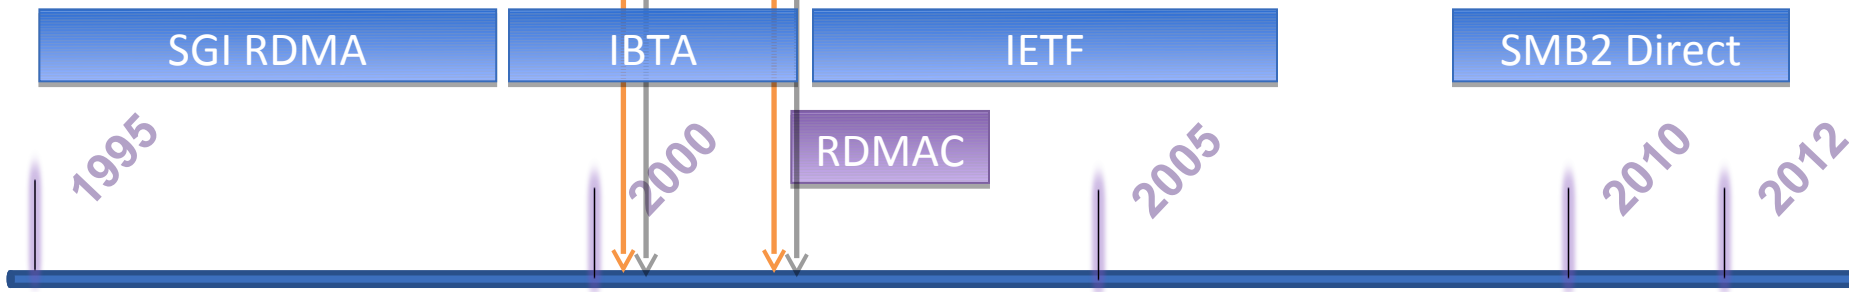 SGI RDMA
IBTA
IETF
SMB2 Direct
RDMAC
1995
2000
2005
2010
2012